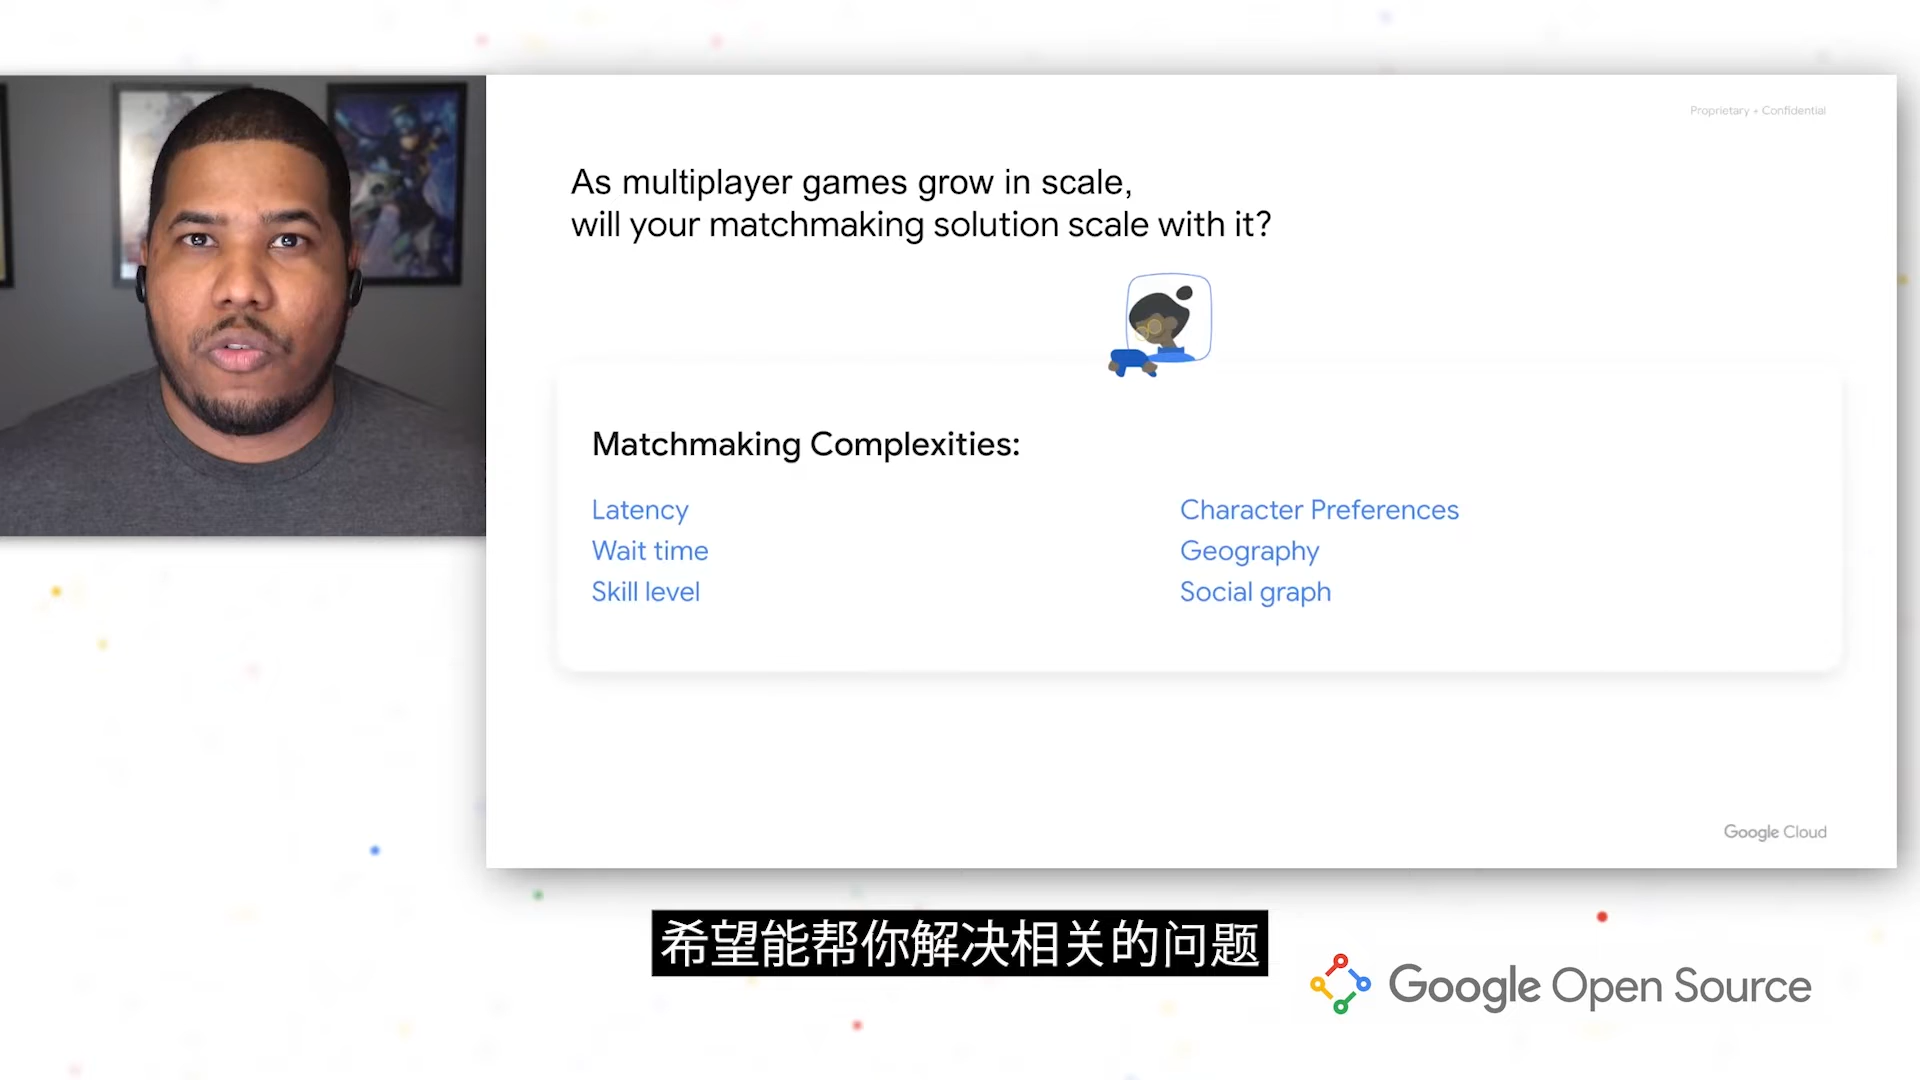 Proprietary + Confidential
As multiplayer games grow in scale,
will your matchmaking solution scale with it?
Matchmaking Complexities:
Latency
Wait time
Skill level
Character Preferences
Geography
Social graph
Google Cloud
希望能帮你解决相关的问题
Google Open Source